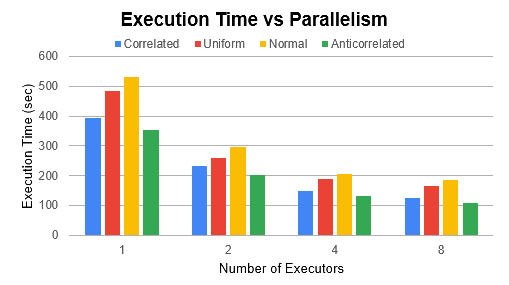 Execution Time vs Parallelism
Correlated Uniform Normal Anticorrelated
600
500
400
300
200
100
0
Execution Time (sec)
1 2 4 8
Number of Executors